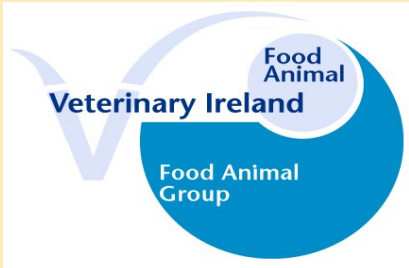 Food
Animal
Veterinary Ireland
Food Animal
Group